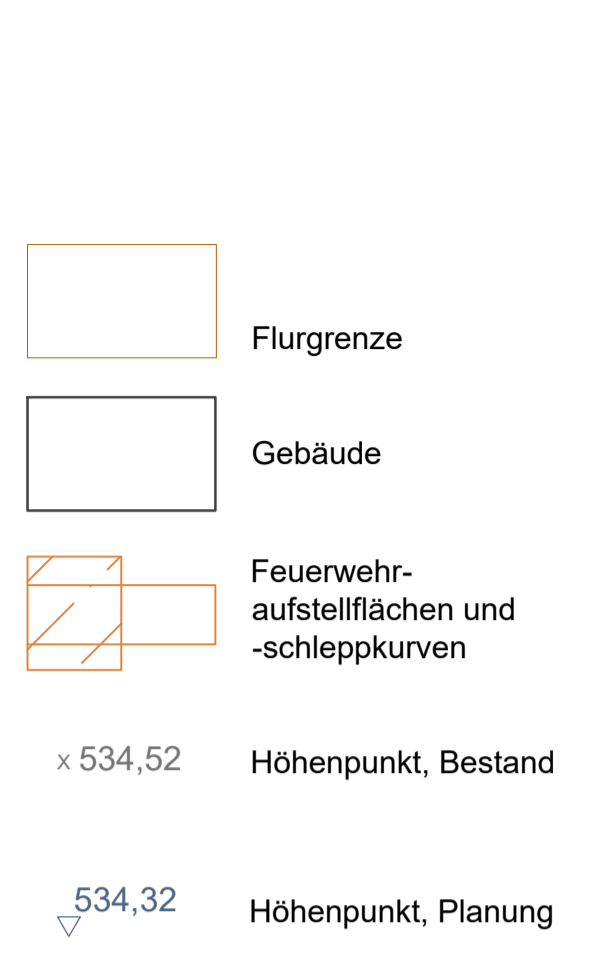 Flurgrenze
Gebäude
Feuerwehr-
aufstellflächen und
-schleppkurven
x 534,52 Höhenpunkt, Bestand
534,32 Höhenpunkt, Planung